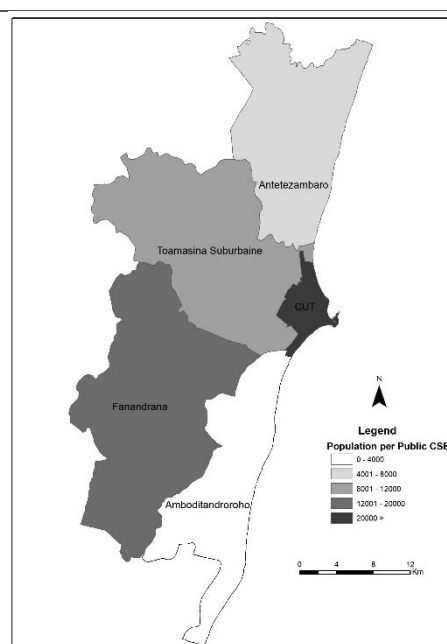 Antetezambaro
Toamasina Suburbaine
CUT
Fanandrana
Amboditandroroho
N
Legend
Population per Public CSB
0 - 4000
4001 - 8000
8001 - 12000
12001 - 20000
20000 >
0 2 4 8 12
Km